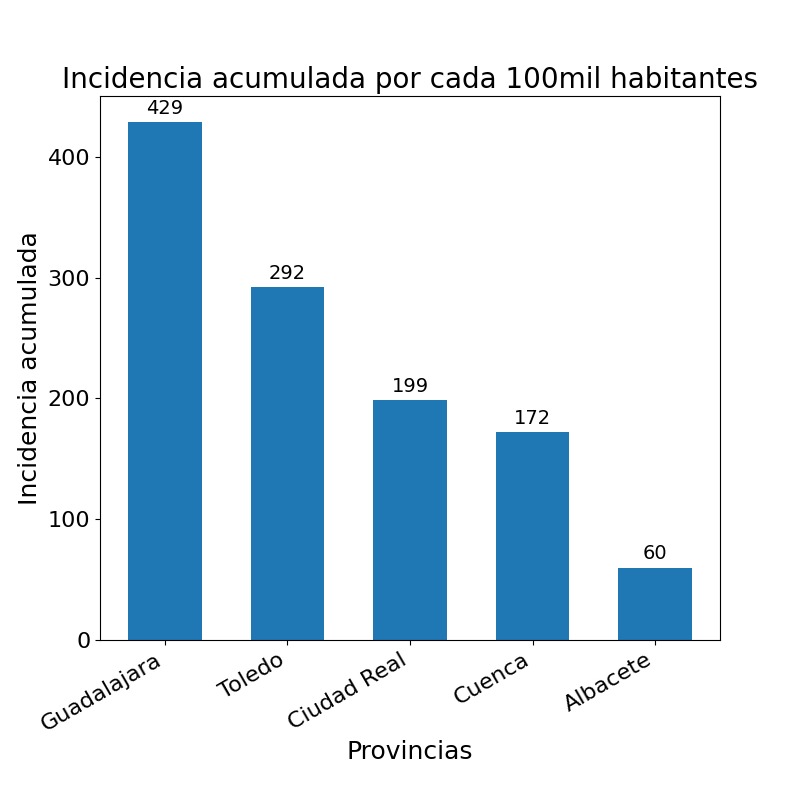 Incidencia acumulada por cada 100mil habitantes
429
292
199
172
60
400
300
200
100
0
Incidencia acumulada
Guadalajara
Toledo
Ciudad Real
Cuenca
Albacete
Provincias